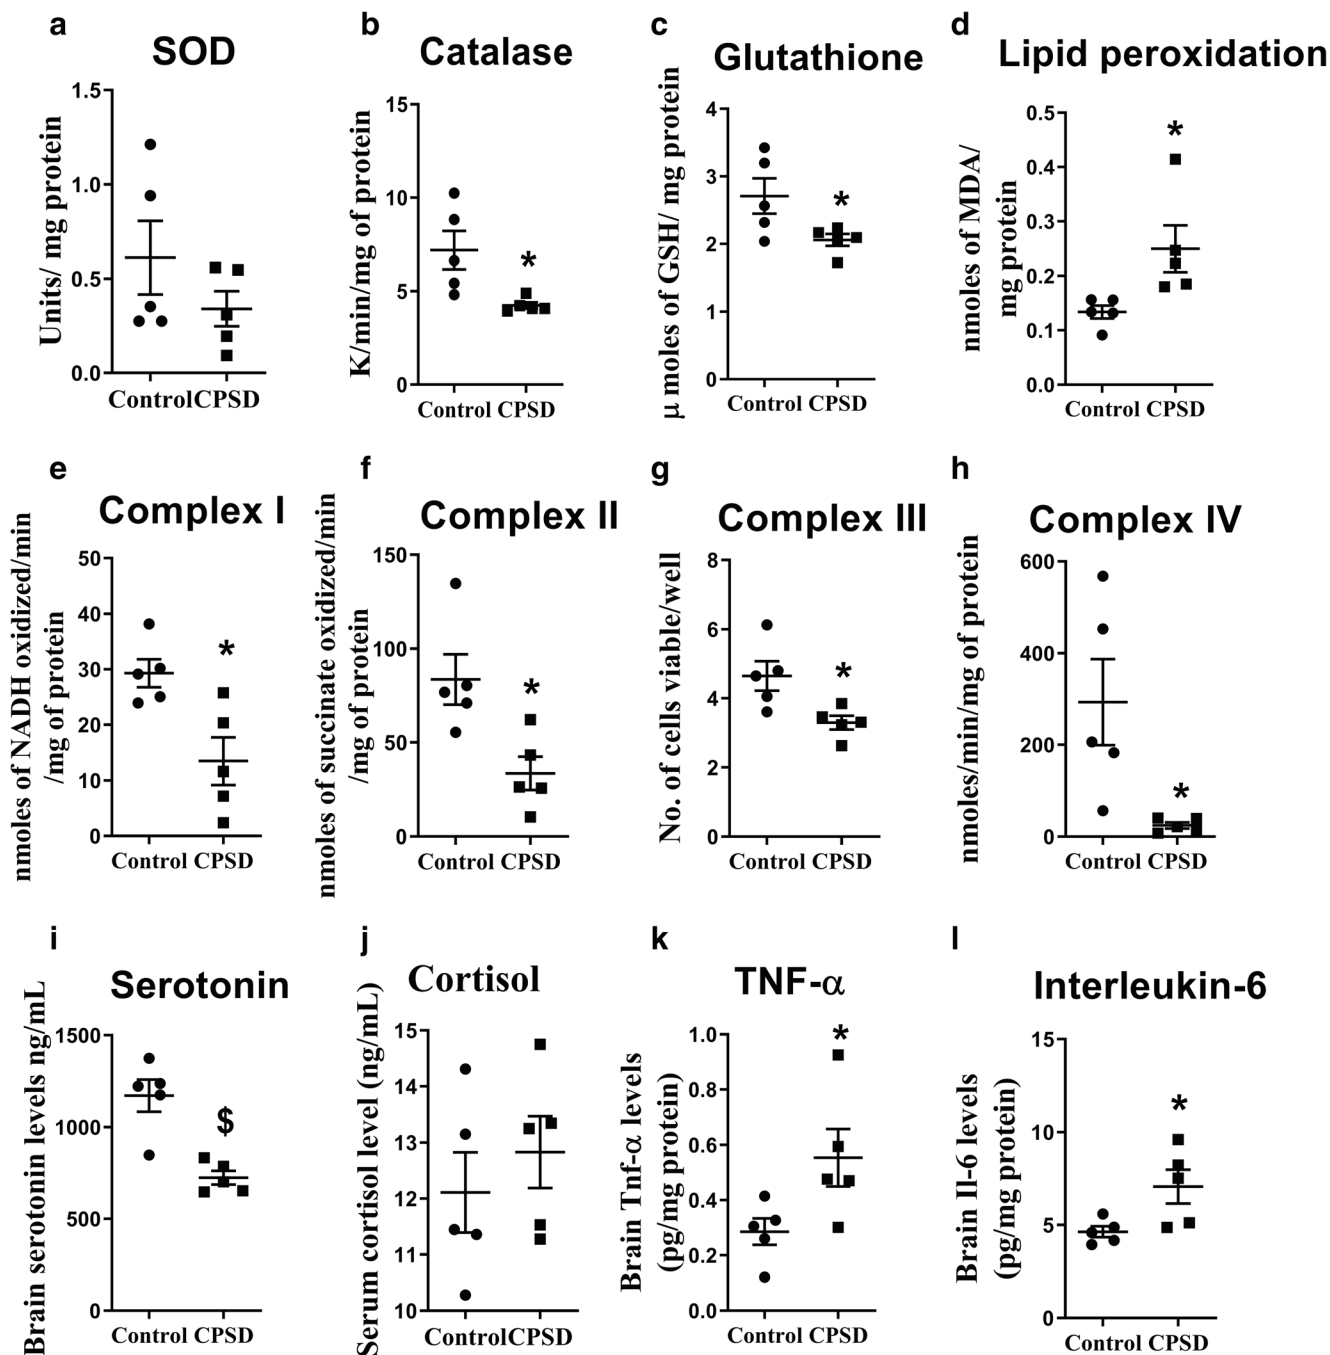 a
SOD
Units/ mg protein
1.5
1.0
0.5
0.0
Control CPSD
b
Catalase
K/min/mg of protein
15
10
5
0
*
Control CPSD
c
Glutathione
μ moles of GSH/ mg protein
4
3
2
1
0
*
Control CPSD
d
Lipid peroxidation
nmoles of MDA/
mg protein
0.5
0.4
0.3
0.2
0.1
0.0
*
Control CPSD
e
Complex I
nmoles of NADH oxidized/min
/mg of protein
50
40
30
20
10
0
*
Control CPSD
f
Complex II
nmoles of succinate oxidized/min
/mg of protein
150
100
50
0
*
Control CPSD
g
Complex III
No. of cells viable/well
8
6
4
2
0
*
Control CPSD
h
Complex IV
nmoles/min/mg of protein
600
400
200
0
*
Control CPSD
i
Serotonin
Brain serotonin levels ng/mL
1500
1000
500
0
$
Control CPSD
j
Cortisol
Serum cortisol level (ng/mL)
15
14
13
12
11
10
Control CPSD
k
TNF-α
Brain Tnf-α levels
(pg/mg protein)
1.0
0.8
0.6
0.4
0.2
0.0
*
Control CPSD
l
Interleukin-6
Brain Il-6 levels
(pg/mg protein)
15
10
5
0
*
Control CPSD